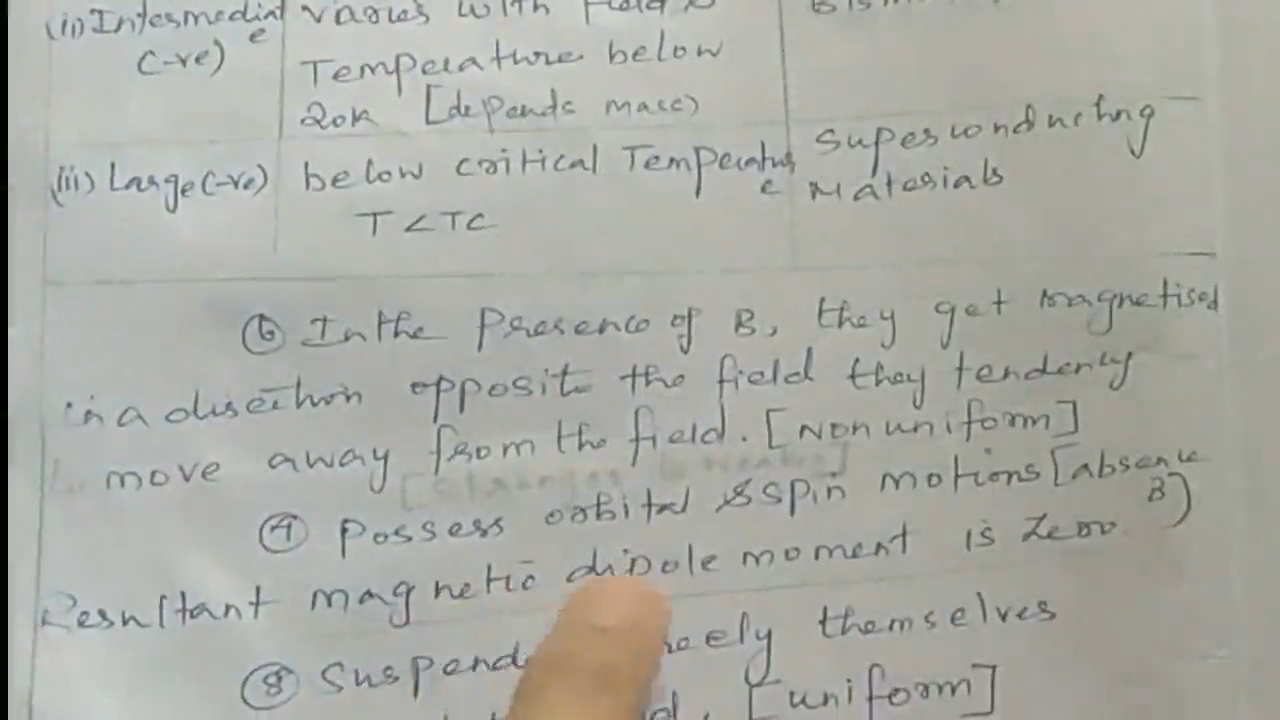 (ii) Intesmediat varies with field &
(-ve) e Temperature below
20K [depends mass)
(iii) Large(-ve) below critical Temperatur superconducting
e Materials
T < TC
⑥ In the Presence of B, they get magnetised
in a direction opposite the field they tendency
move away from the field. [Non uniform]
⑦ Possess orbital & spin motions [absence
B)
Resultant magnetic dipole moment is zero.
⑧ Suspend themselves
[uniform]